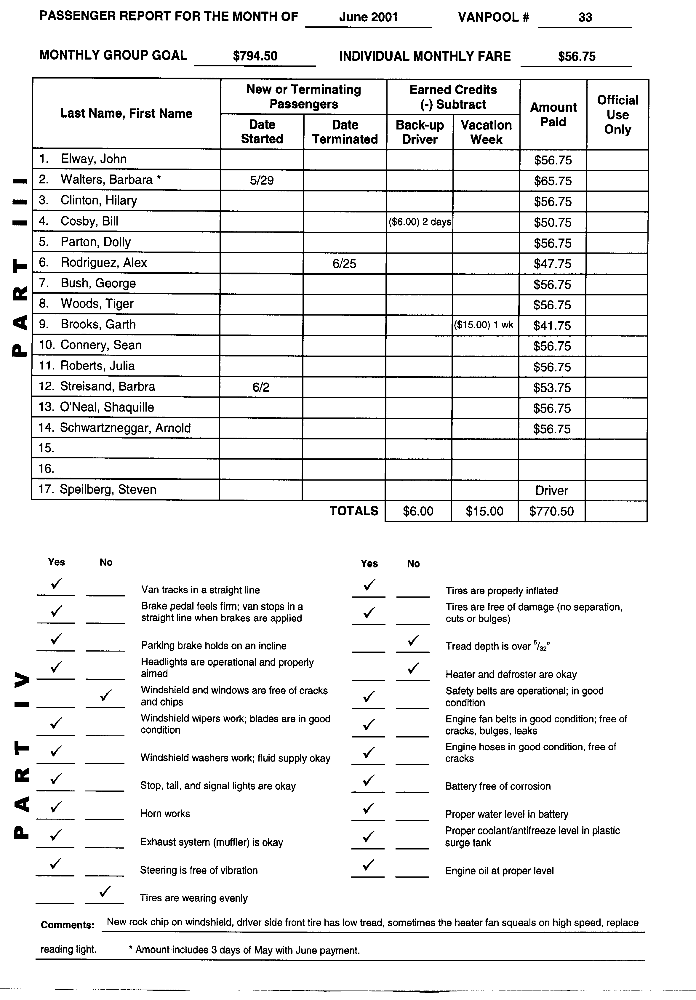 PASSENGER REPORT FOR THE MONTH OF June 2001 VANPOOL # 33
MONTHLY GROUP GOAL $794.50 INDIVIDUAL MONTHLY FARE $56.75
PART III
Last Name, First Name
New or Terminating
Passengers
Date
Started
Date
Terminated
Earned Credits
(-) Subtract
Back-up
Driver
Vacation
Week
Amount
Paid
Official
Use
Only
1. Elway, John $56.75
2. Walters, Barbara * 5/29 $65.75
3. Clinton, Hilary $56.75
4. Cosby, Bill ($6.00) 2 days $50.75
5. Parton, Dolly $56.75
6. Rodriguez, Alex 6/25 $47.75
7. Bush, George $56.75
8. Woods, Tiger $56.75
9. Brooks, Garth ($15.00) 1 wk $41.75
10. Connery, Sean $56.75
11. Roberts, Julia $56.75
12. Streisand, Barbra 6/2 $53.75
13. O'Neal, Shaquille $56.75
14. Schwartzneggar, Arnold $56.75
15.
16.
17. Speilberg, Steven Driver
TOTALS $6.00 $15.00 $770.50
PART IV
Yes No
✓ Van tracks in a straight line
✓ Brake pedal feels firm; van stops in a
straight line when brakes are applied
✓ Parking brake holds on an incline
✓ Headlights are operational and properly
aimed
✓ Windshield and windows are free of cracks
and chips
✓ Windshield wipers work; blades are in good
condition
✓ Windshield washers work; fluid supply okay
✓ Stop, tail, and signal lights are okay
✓ Horn works
✓ Exhaust system (muffler) is okay
✓ Steering is free of vibration
✓ Tires are wearing evenly
Yes No
✓ Tires are properly inflated
✓ Tires are free of damage (no separation,
cuts or bulges)
✓ Tread depth is over 5/32"
✓ Heater and defroster are okay
✓ Safety belts are operational; in good
condition
✓ Engine fan belts in good condition; free of
cracks, bulges, leaks
✓ Engine hoses in good condition, free of
cracks
✓ Battery free of corrosion
✓ Proper water level in battery
✓ Proper coolant/antifreeze level in plastic
surge tank
✓ Engine oil at proper level
Comments: New rock chip on windshield, driver side front tire has low tread, sometimes the heater fan squeals on high speed, replace
reading light. * Amount includes 3 days of May with June payment.